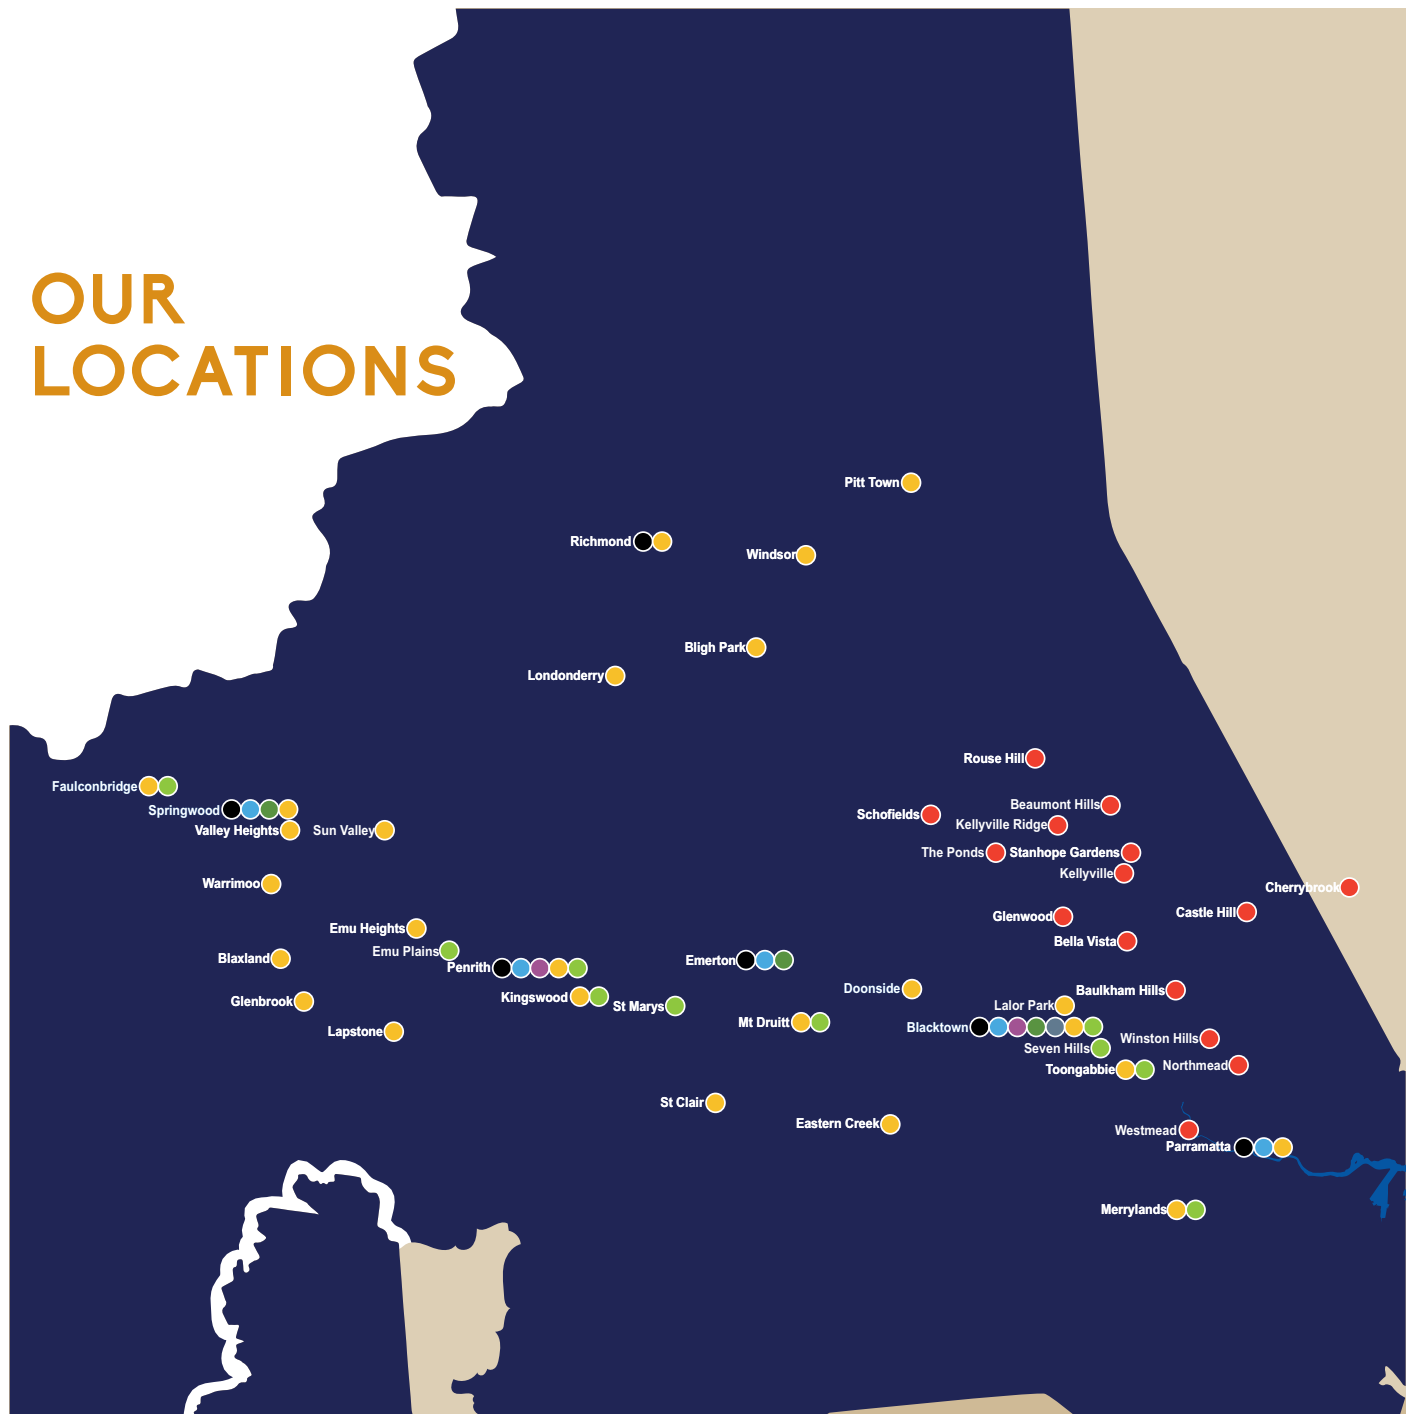 OUR
LOCATIONS
Pitt Town
Richmond
Windsor
Bligh Park
Londonderry
Rouse Hill
Faulconbridge
Springwood
Beaumont Hills
Schofields
Kellyville Ridge
Valley Heights
Sun Valley
The Ponds
Stanhope Gardens
Kellyville
Warrimoo
Cherrybrook
Castle Hill
Glenwood
Emu Heights
Bella Vista
Emu Plains
Blaxland
Emerton
Penrith
Doonside
Baulkham Hills
Kingswood
Glenbrook
St Marys
Lalor Park
Mt Druitt
Blacktown
Lapstone
Winston Hills
Seven Hills
Northmead
Toongabbie
St Clair
Eastern Creek
Westmead
Parramatta
Merrylands